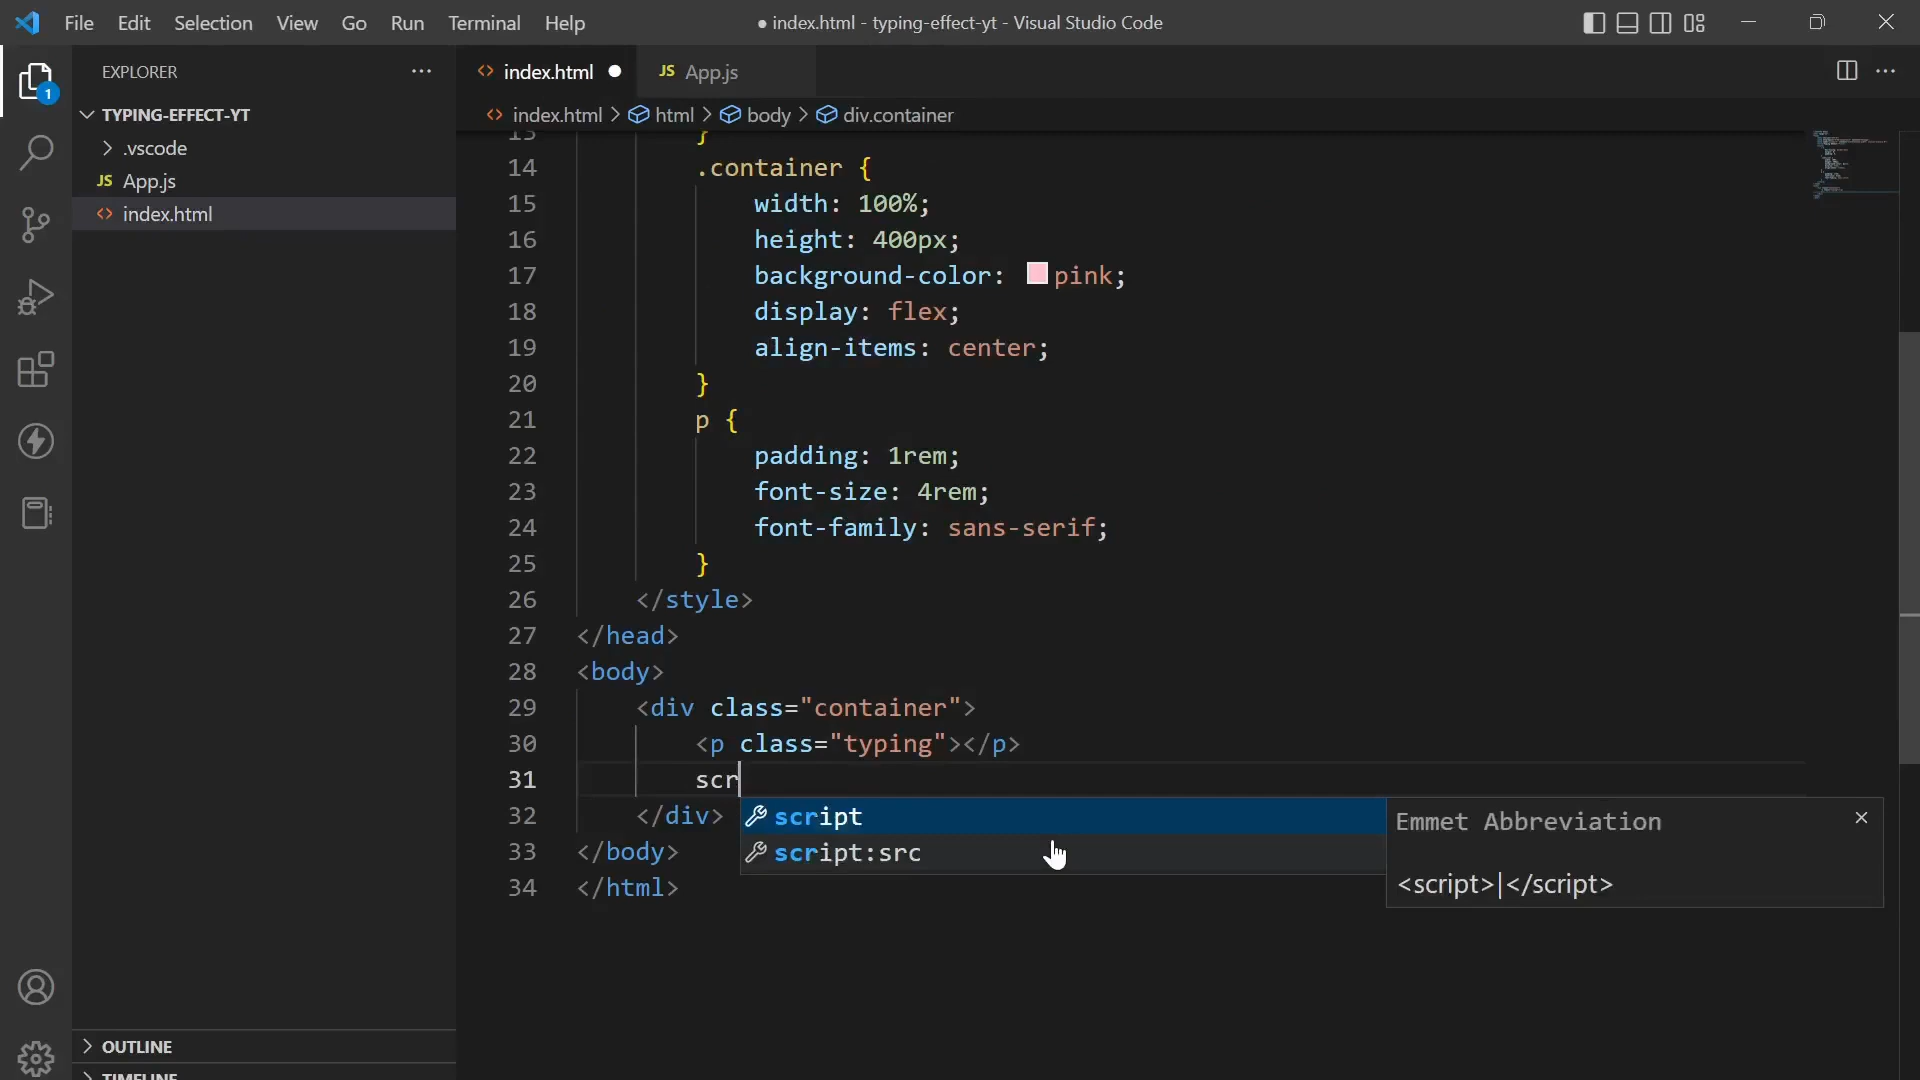 File Edit Selection View Go Run Terminal Help
● index.html - typing-effect-yt - Visual Studio Code
EXPLORER
1
TYPING-EFFECT-YT
.vscode
JS App.js
<> index.html
OUTLINE
TIMELINE
<> index.html ●
JS App.js
<> index.html > html > body > div.container
13 }
14 .container {
15 width: 100%;
16 height: 400px;
17 background-color: pink;
18 display: flex;
19 align-items: center;
20 }
21 p {
22 padding: 1rem;
23 font-size: 4rem;
24 font-family: sans-serif;
25 }
26 </style>
27 </head>
28 <body>
29 <div class="container">
30 <p class="typing"></p>
31 scr
32 </div>
33 </body>
34 </html>
script
script:src
Emmet Abbreviation
<script>|</script>